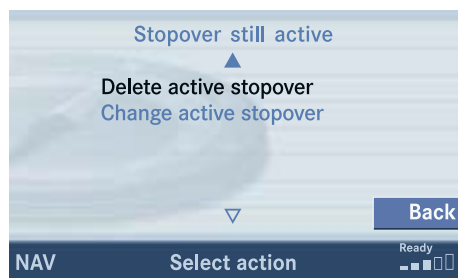 Stopover still active
Delete active stopover
Change active stopover
Back
NAV Select action Ready